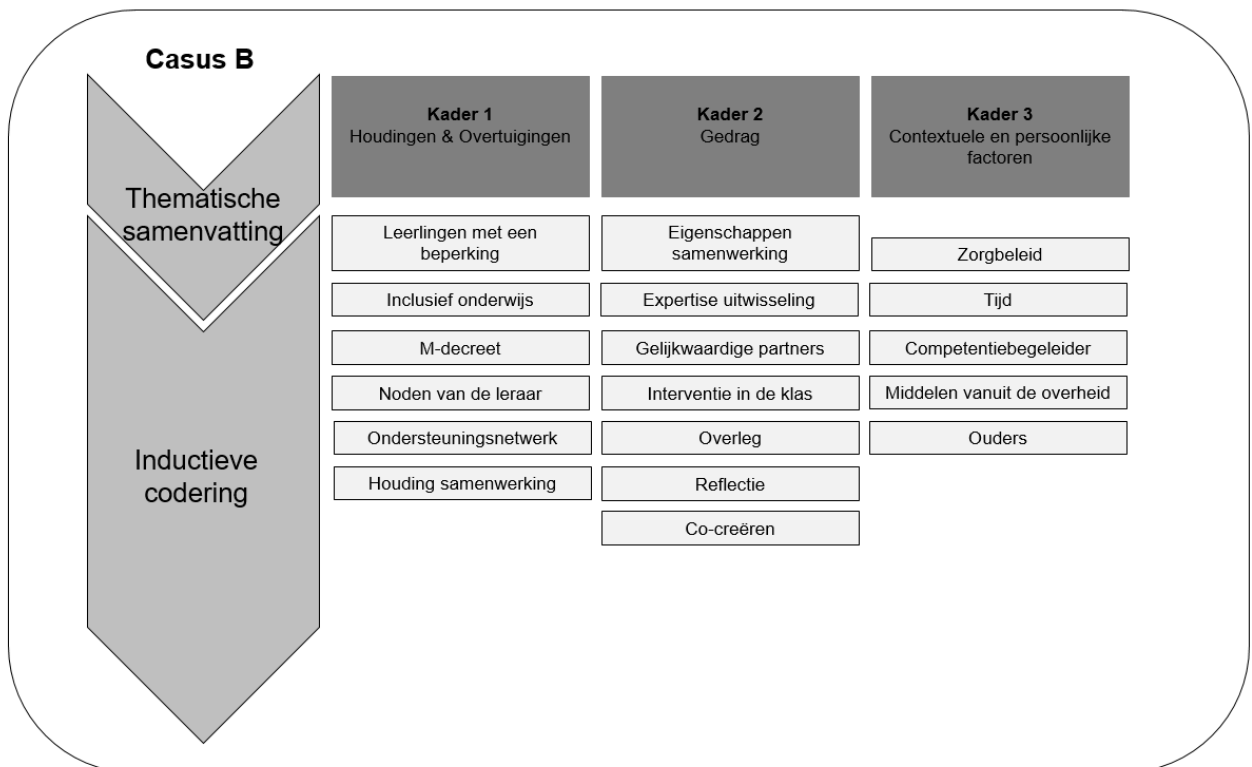 Casus B
Thematische
samenvatting
Inductieve
codering
Kader 1
Houdingen & Overtuigingen
Leerlingen met een
beperking
Inclusief onderwijs
M-decreet
Noden van de leraar
Ondersteuningsnetwerk
Houding samenwerking
Kader 2
Gedrag
Eigenschappen
samenwerking
Expertise uitwisseling
Gelijkwaardige partners
Interventie in de klas
Overleg
Reflectie
Co-creëren
Kader 3
Contextuele en persoonlijke
factoren
Zorgbeleid
Tijd
Competentiebegeleider
Middelen vanuit de overheid
Ouders